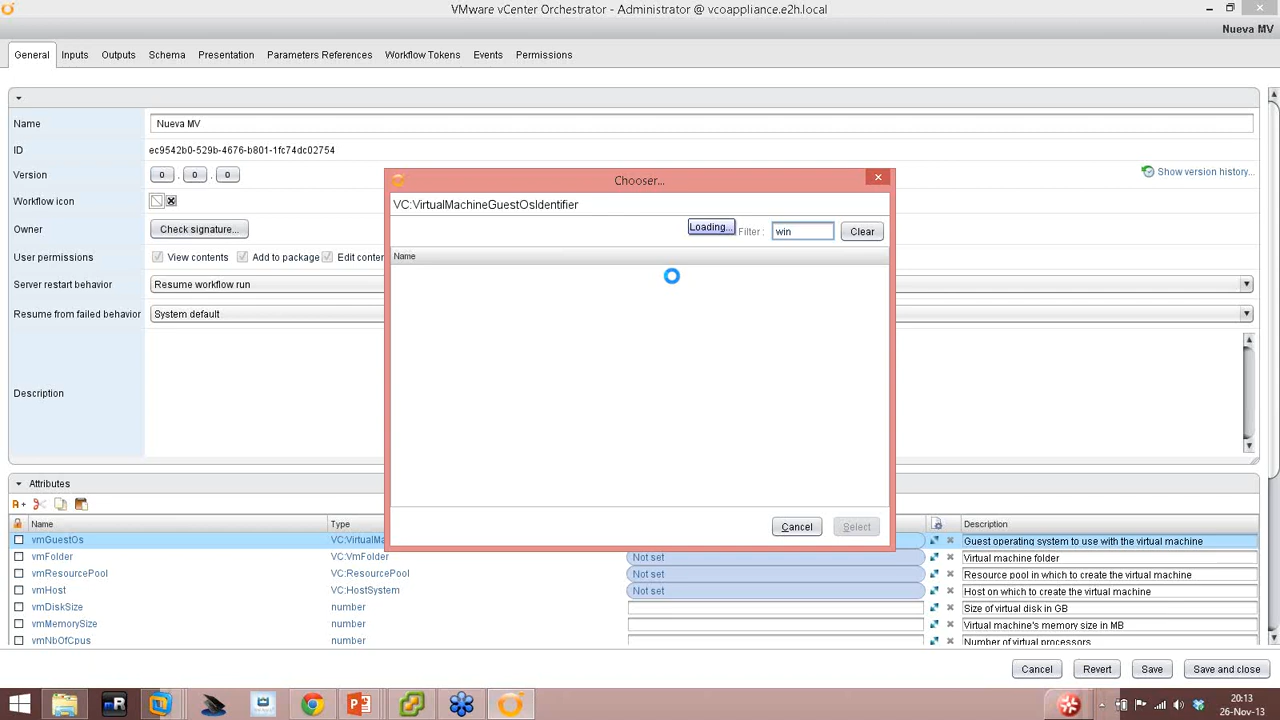 VMware vCenter Orchestrator - Administrator @ vcoappliance.e2h.local
Nueva MV
General Inputs Outputs Schema Presentation Parameters References Workflow Tokens Events Permissions
Name Nueva MV
ID ec9542b0-529b-4676-b801-1fc74dc02754
Version 0 . 0 . 0 Show version history...
Workflow icon
Owner Check signature...
User permissions View contents Add to package Edit conter
Server restart behavior Resume workflow run
Resume from failed behavior System default
Description
Chooser...
VC:VirtualMachineGuestOsIdentifier
Loading... Filter : win Clear
Name
Cancel Select
Attributes
Name Type Description
vmGuestOs VC:VirtualMa Guest operating system to use with the virtual machine
vmFolder VC:VmFolder Not set Virtual machine folder
vmResourcePool VC:ResourcePool Not set Resource pool in which to create the virtual machine
vmHost VC:HostSystem Not set Host on which to create the virtual machine
vmDiskSize number Size of virtual disk in GB
vmMemorySize number Virtual machine's memory size in MB
vmNbOfCpus number Number of virtual processors
Cancel Revert Save Save and close
20:13
26-Nov-13